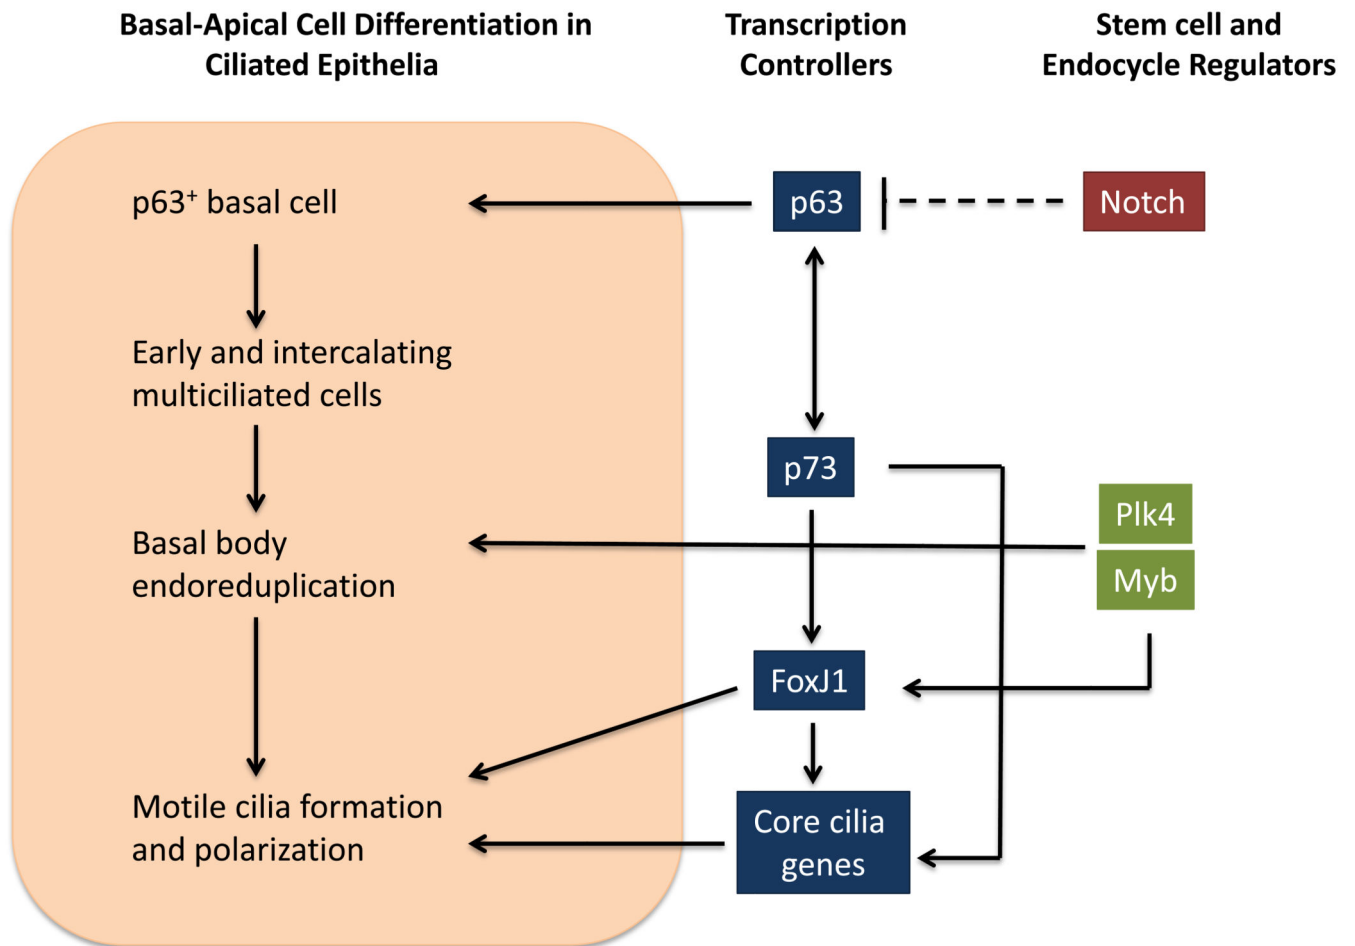 Basal-Apical Cell Differentiation in
Ciliated Epithelia
Transcription
Controllers
Stem cell and
Endocycle Regulators
p63⁺ basal cell
p63
Notch
Early and intercalating
multiciliated cells
p73
Plk4
Basal body
endoreduplication
Myb
FoxJ1
Motile cilia formation
and polarization
Core cilia
genes